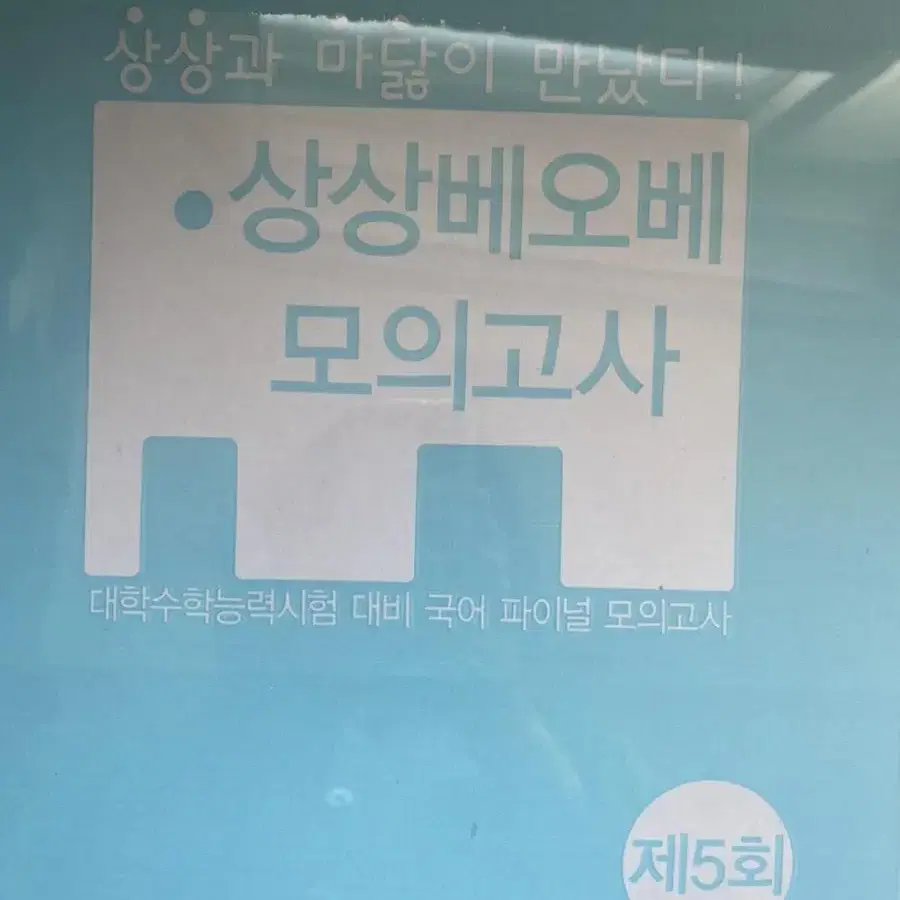 상상과 마닳이 만났다!
상상베오베
모의고사
대학수학능력시험 대비 국어 파이널 모의고사
제5회